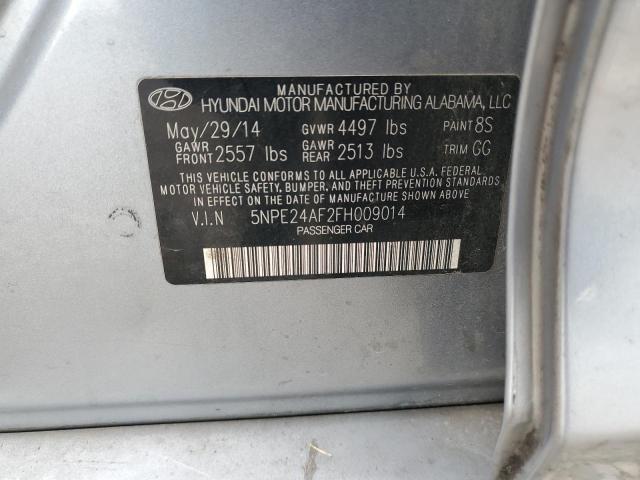 MANUFACTURED BY
HYUNDAI MOTOR MANUFACTURING ALABAMA, LLC
May/29/14 GVWR 4497 lbs PAINT 8S
GAWR FRONT 2557 lbs GAWR REAR 2513 lbs TRIM GG
THIS VEHICLE CONFORMS TO ALL APPLICABLE U.S.A. FEDERAL
MOTOR VEHICLE SAFETY, BUMPER, AND THEFT PREVENTION STANDARDS
IN EFFECT ON THE DATE OF MANUFACTURE SHOWN ABOVE.
V.I.N 5NPE24AF2FH009014
PASSENGER CAR